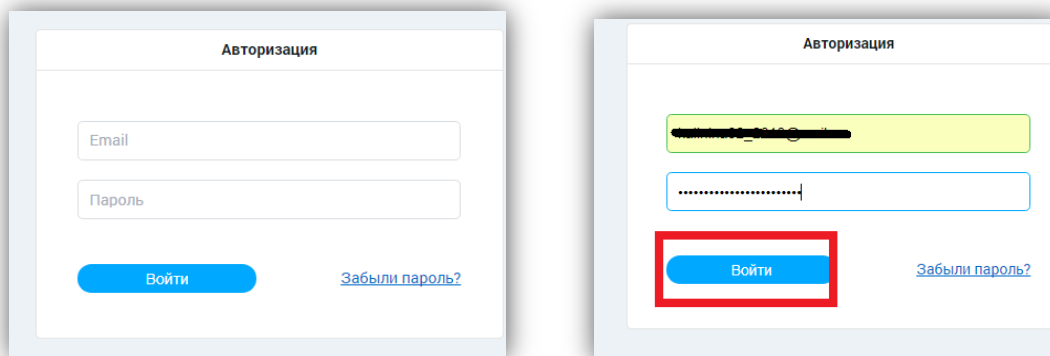 Авторизация
Email
Пароль
Войти
Забыли пароль?
Авторизация
Войти
Забыли пароль?